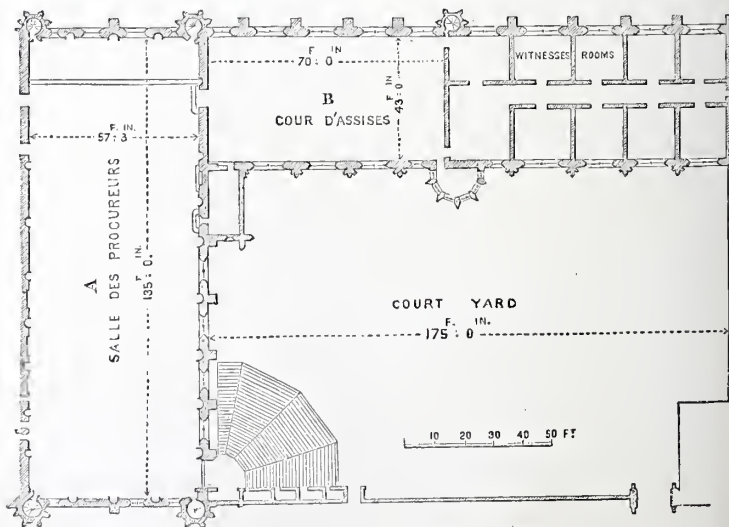 F IN
70:0
B
COUR D'ASSISES
F IN
43:0
WITNESSES ROOMS
F. IN.
57:3
A
SALLE DES PROCUREURS
F IN
135:0.
COURT YARD
F. IN.
175:0
10 20 30 40 50 FT